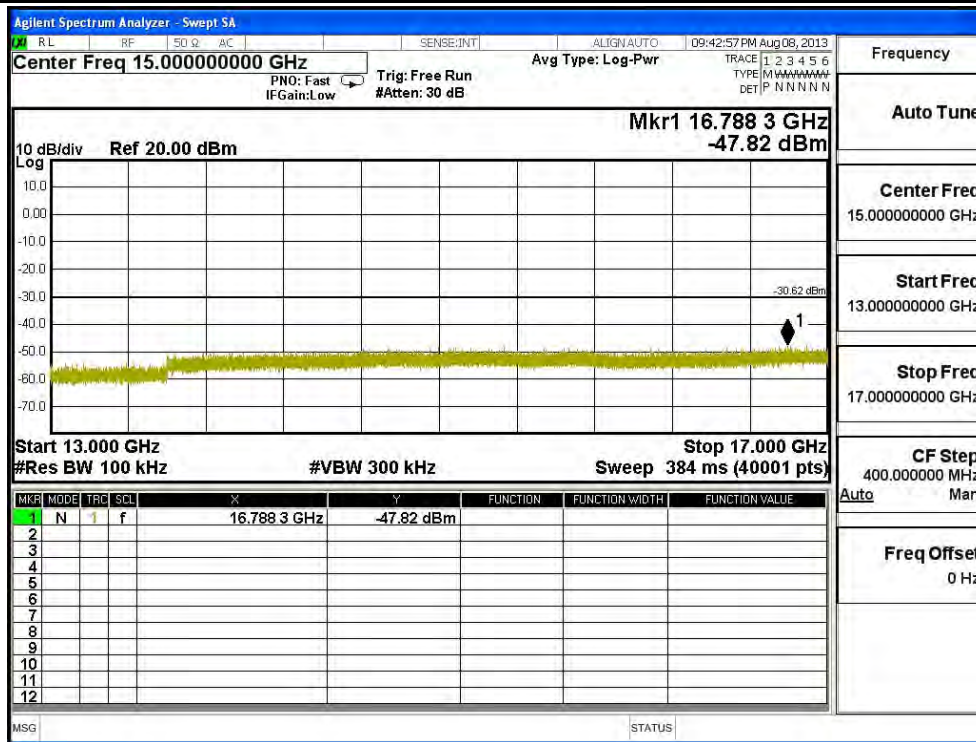 Agilent Spectrum Analyzer - Swept SA
RL RF 50 Ω AC SENSE:INT ALIGN AUTO 09:42:57 PM Aug 08, 2013
Center Freq 15.000000000 GHz
PNO: Fast
IFGain:Low
Trig: Free Run
#Atten: 30 dB
Avg Type: Log-Pwr
TRACE 1 2 3 4 5 6
TYPE M
DET P N N N N N
Mkr1 16.788 3 GHz
-47.82 dBm
10 dB/div Ref 20.00 dBm
Log
10.0
0.00
-10.0
-20.0
-30.0
-30.62 dBm
-40.0
1
-50.0
-60.0
-70.0
Start 13.000 GHz Stop 17.000 GHz
#Res BW 100 kHz #VBW 300 kHz Sweep 384 ms (40001 pts)
MKR MODE TRC SCL X Y FUNCTION FUNCTION WIDTH FUNCTION VALUE
1 N 1 f 16.788 3 GHz -47.82 dBm
2
3
4
5
6
7
8
9
10
11
12
MSG STATUS
Frequency
Auto Tune
Center Freq
15.000000000 GHz
Start Freq
13.000000000 GHz
Stop Freq
17.000000000 GHz
CF Step
400.000000 MHz
Auto Man
Freq Offset
0 Hz